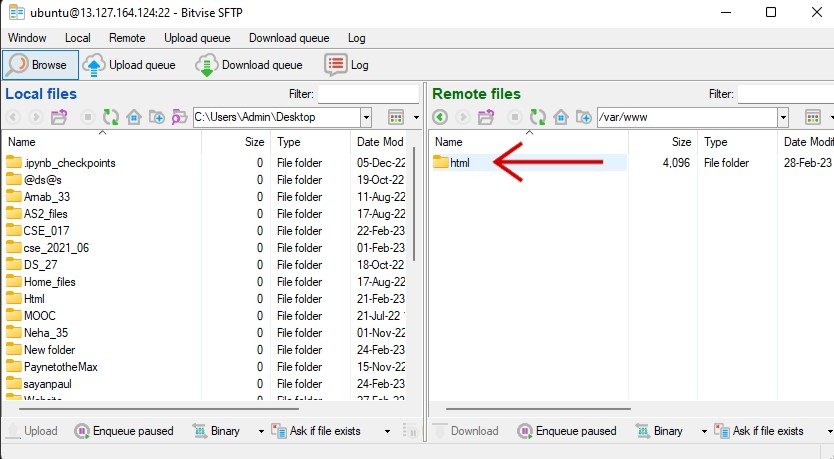 ubuntu@13.127.164.124:22 - Bitvise SFTP
Window Local Remote Upload queue Download queue Log
Browse Upload queue Download queue Log
Local files Filter: Remote files Filter:
C:\Users\Admin\Desktop /var/www
Name Size Type Date Mod Name Size Type Date Modifi
.ipynb_checkpoints 0 File folder 05-Dec-22 html 4,096 File folder 28-Feb-23
@ds@s 0 File folder 19-Oct-22
Arnab_33 0 File folder 11-Aug-22
AS2_files 0 File folder 17-Aug-22
CSE_017 0 File folder 22-Feb-23
cse_2021_06 0 File folder 01-Feb-23
DS_27 0 File folder 18-Oct-22
Home_files 0 File folder 17-Aug-22
Html 0 File folder 21-Feb-23
MOOC 0 File folder 21-Jul-22
Neha_35 0 File folder 01-Nov-22
New folder 0 File folder 24-Feb-23
PaynetotheMax 0 File folder 15-Nov-22
sayanpaul 0 File folder 24-Feb-23
Website 0 File folder 27-Feb-23
Upload Enqueue paused Binary Ask if file exists Download Enqueue paused Binary Ask if file exists